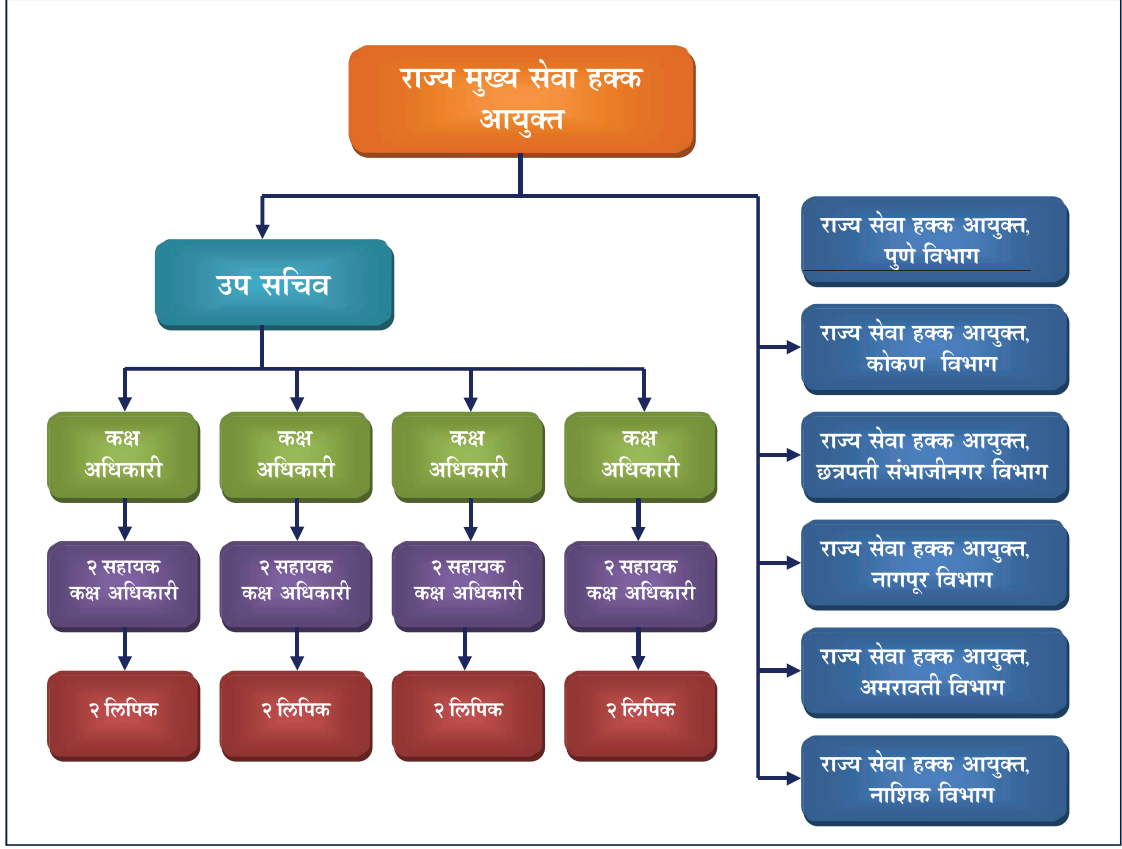 राज्य मुख्य सेवा हक्क
आयुक्त
उप सचिव
कक्ष
अधिकारी
कक्ष
अधिकारी
कक्ष
अधिकारी
कक्ष
अधिकारी
२ सहायक
कक्ष अधिकारी
२ सहायक
कक्ष अधिकारी
२ सहायक
कक्ष अधिकारी
२ सहायक
कक्ष अधिकारी
२ लिपिक
२ लिपिक
२ लिपिक
२ लिपिक
राज्य सेवा हक्क आयुक्त,
पुणे विभाग
राज्य सेवा हक्क आयुक्त,
कोकण विभाग
राज्य सेवा हक्क आयुक्त,
छत्रपती संभाजीनगर विभाग
राज्य सेवा हक्क आयुक्त,
नागपूर विभाग
राज्य सेवा हक्क आयुक्त,
अमरावती विभाग
राज्य सेवा हक्क आयुक्त,
नाशिक विभाग